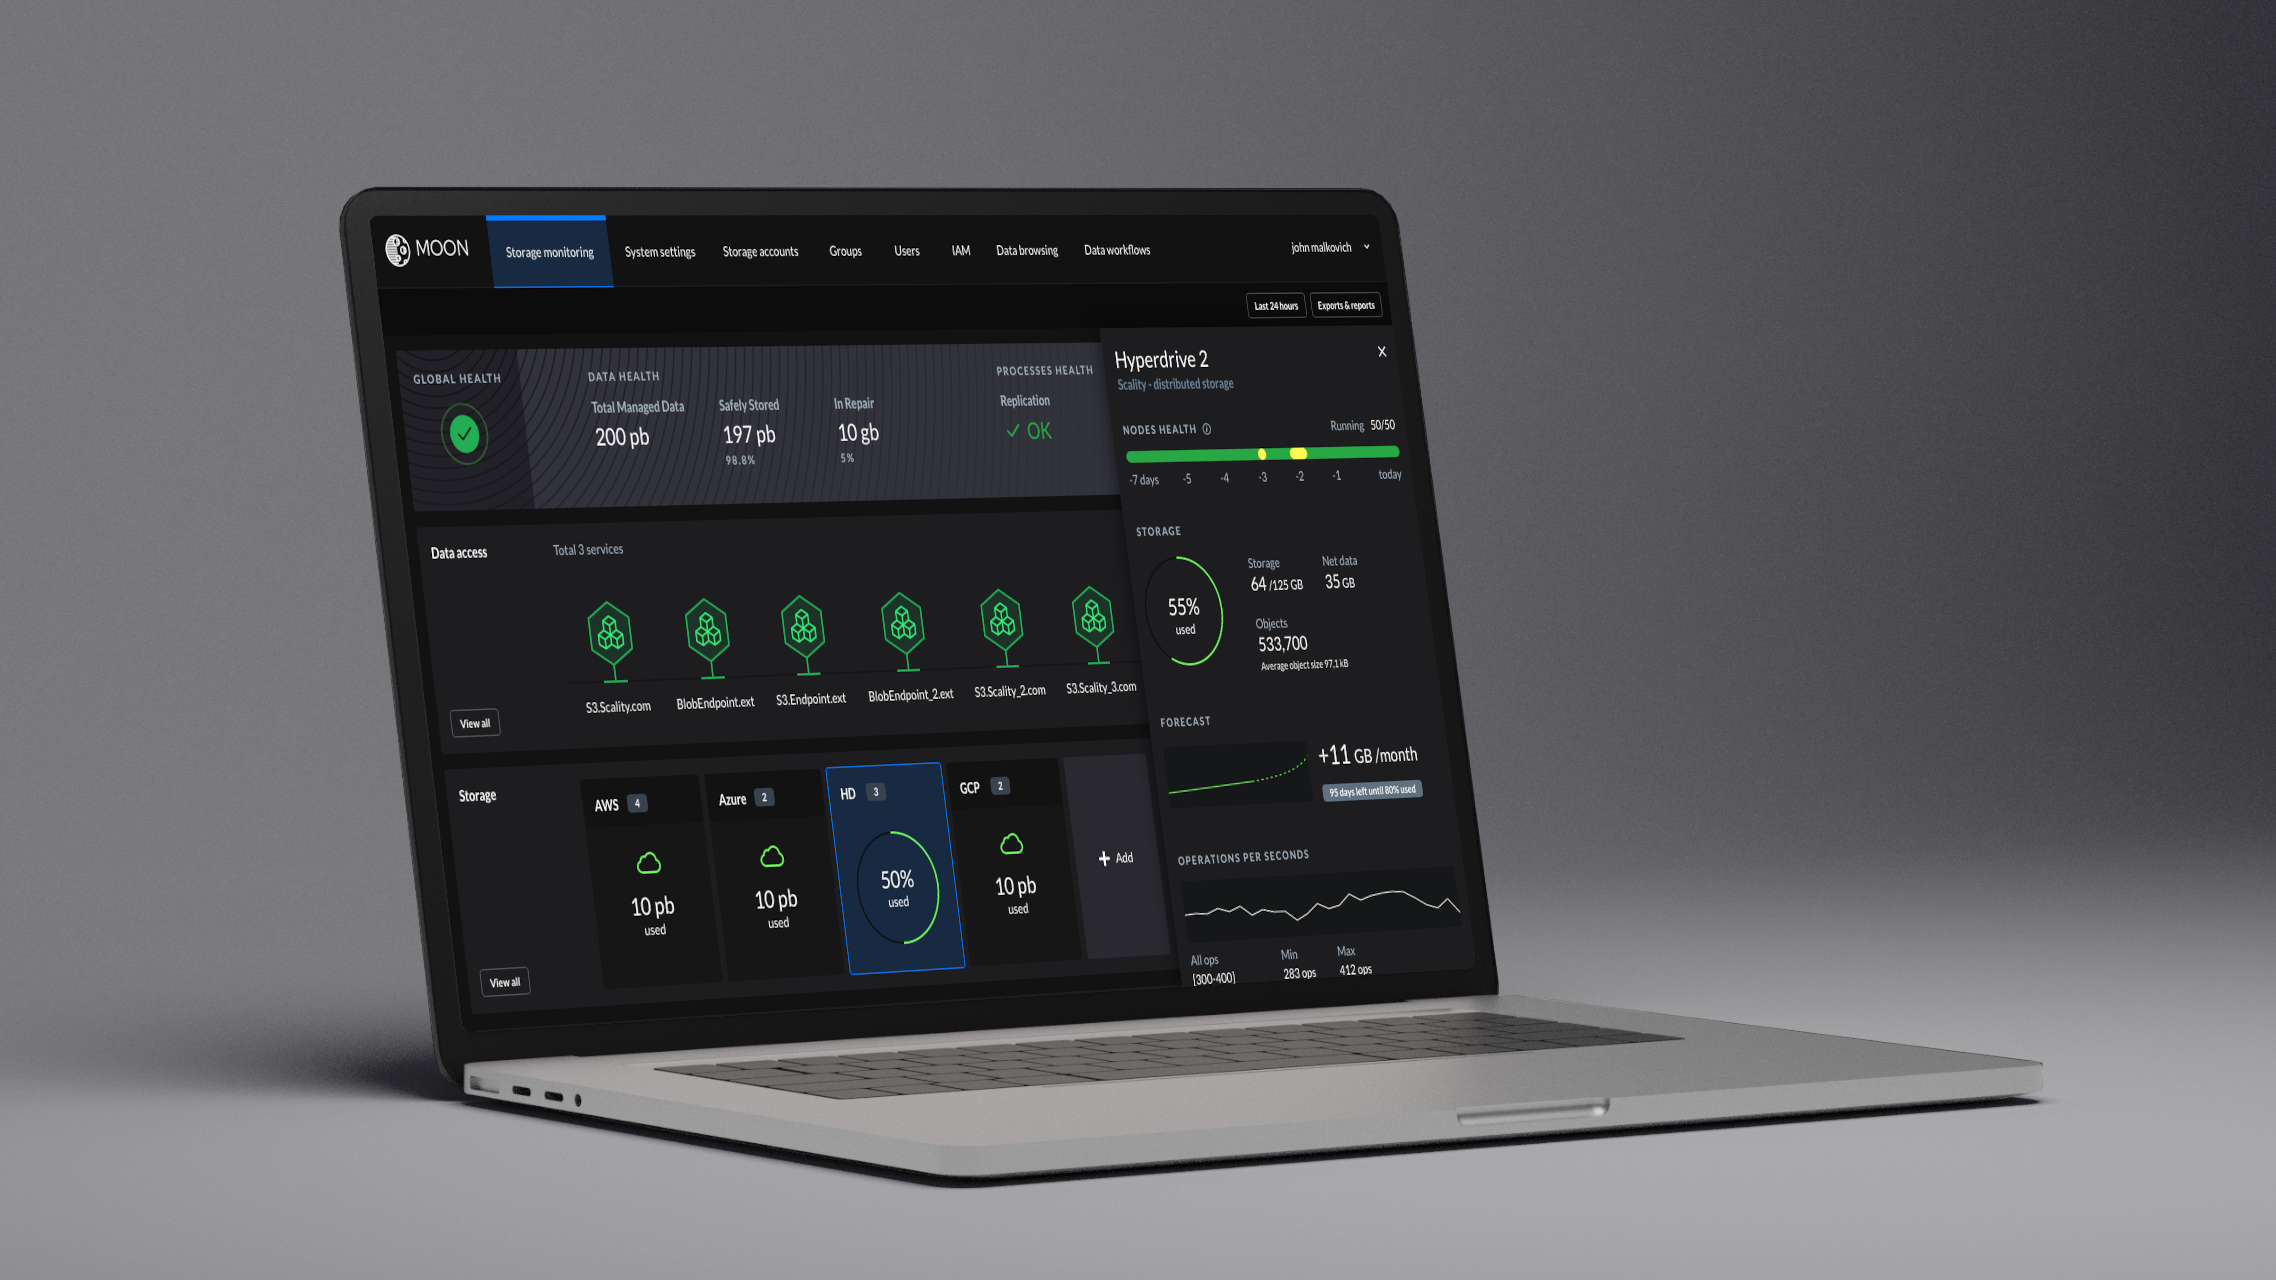 MOON
Storage monitoring
System settings
Storage accounts
Groups
Users
IAM
Data browsing
Data workflows
john malkovich
Last 24 hours
Exports & reports
GLOBAL HEALTH
DATA HEALTH
Total Managed Data
200 pb
Safely Stored
197 pb
98.8%
In Repair
10 gb
5%
PROCESSES HEALTH
Replication
OK
Data access
Total 3 services
S3.Scality.com
BlobEndpoint.ext
S3.Endpoint.ext
BlobEndpoint_2.ext
S3.Scality_2.com
S3.Scality_3.com
View all
Storage
AWS 4
10 pb
used
Azure 2
10 pb
used
HD 3
50%
used
GCP 2
10 pb
used
+ Add
View all
Hyperdrive 2
X
Scality - distributed storage
NODES HEALTH
Running 50/50
-7 days -5 -4 -3 -2 -1 today
STORAGE
55%
used
Storage
64 /125 GB
Net data
35 GB
Objects
533,700
Average object size 97,1 kB
FORECAST
+11 GB /month
95 days left until 80% used
OPERATIONS PER SECONDS
All ops
[300-400]
Min
283 ops
Max
412 ops